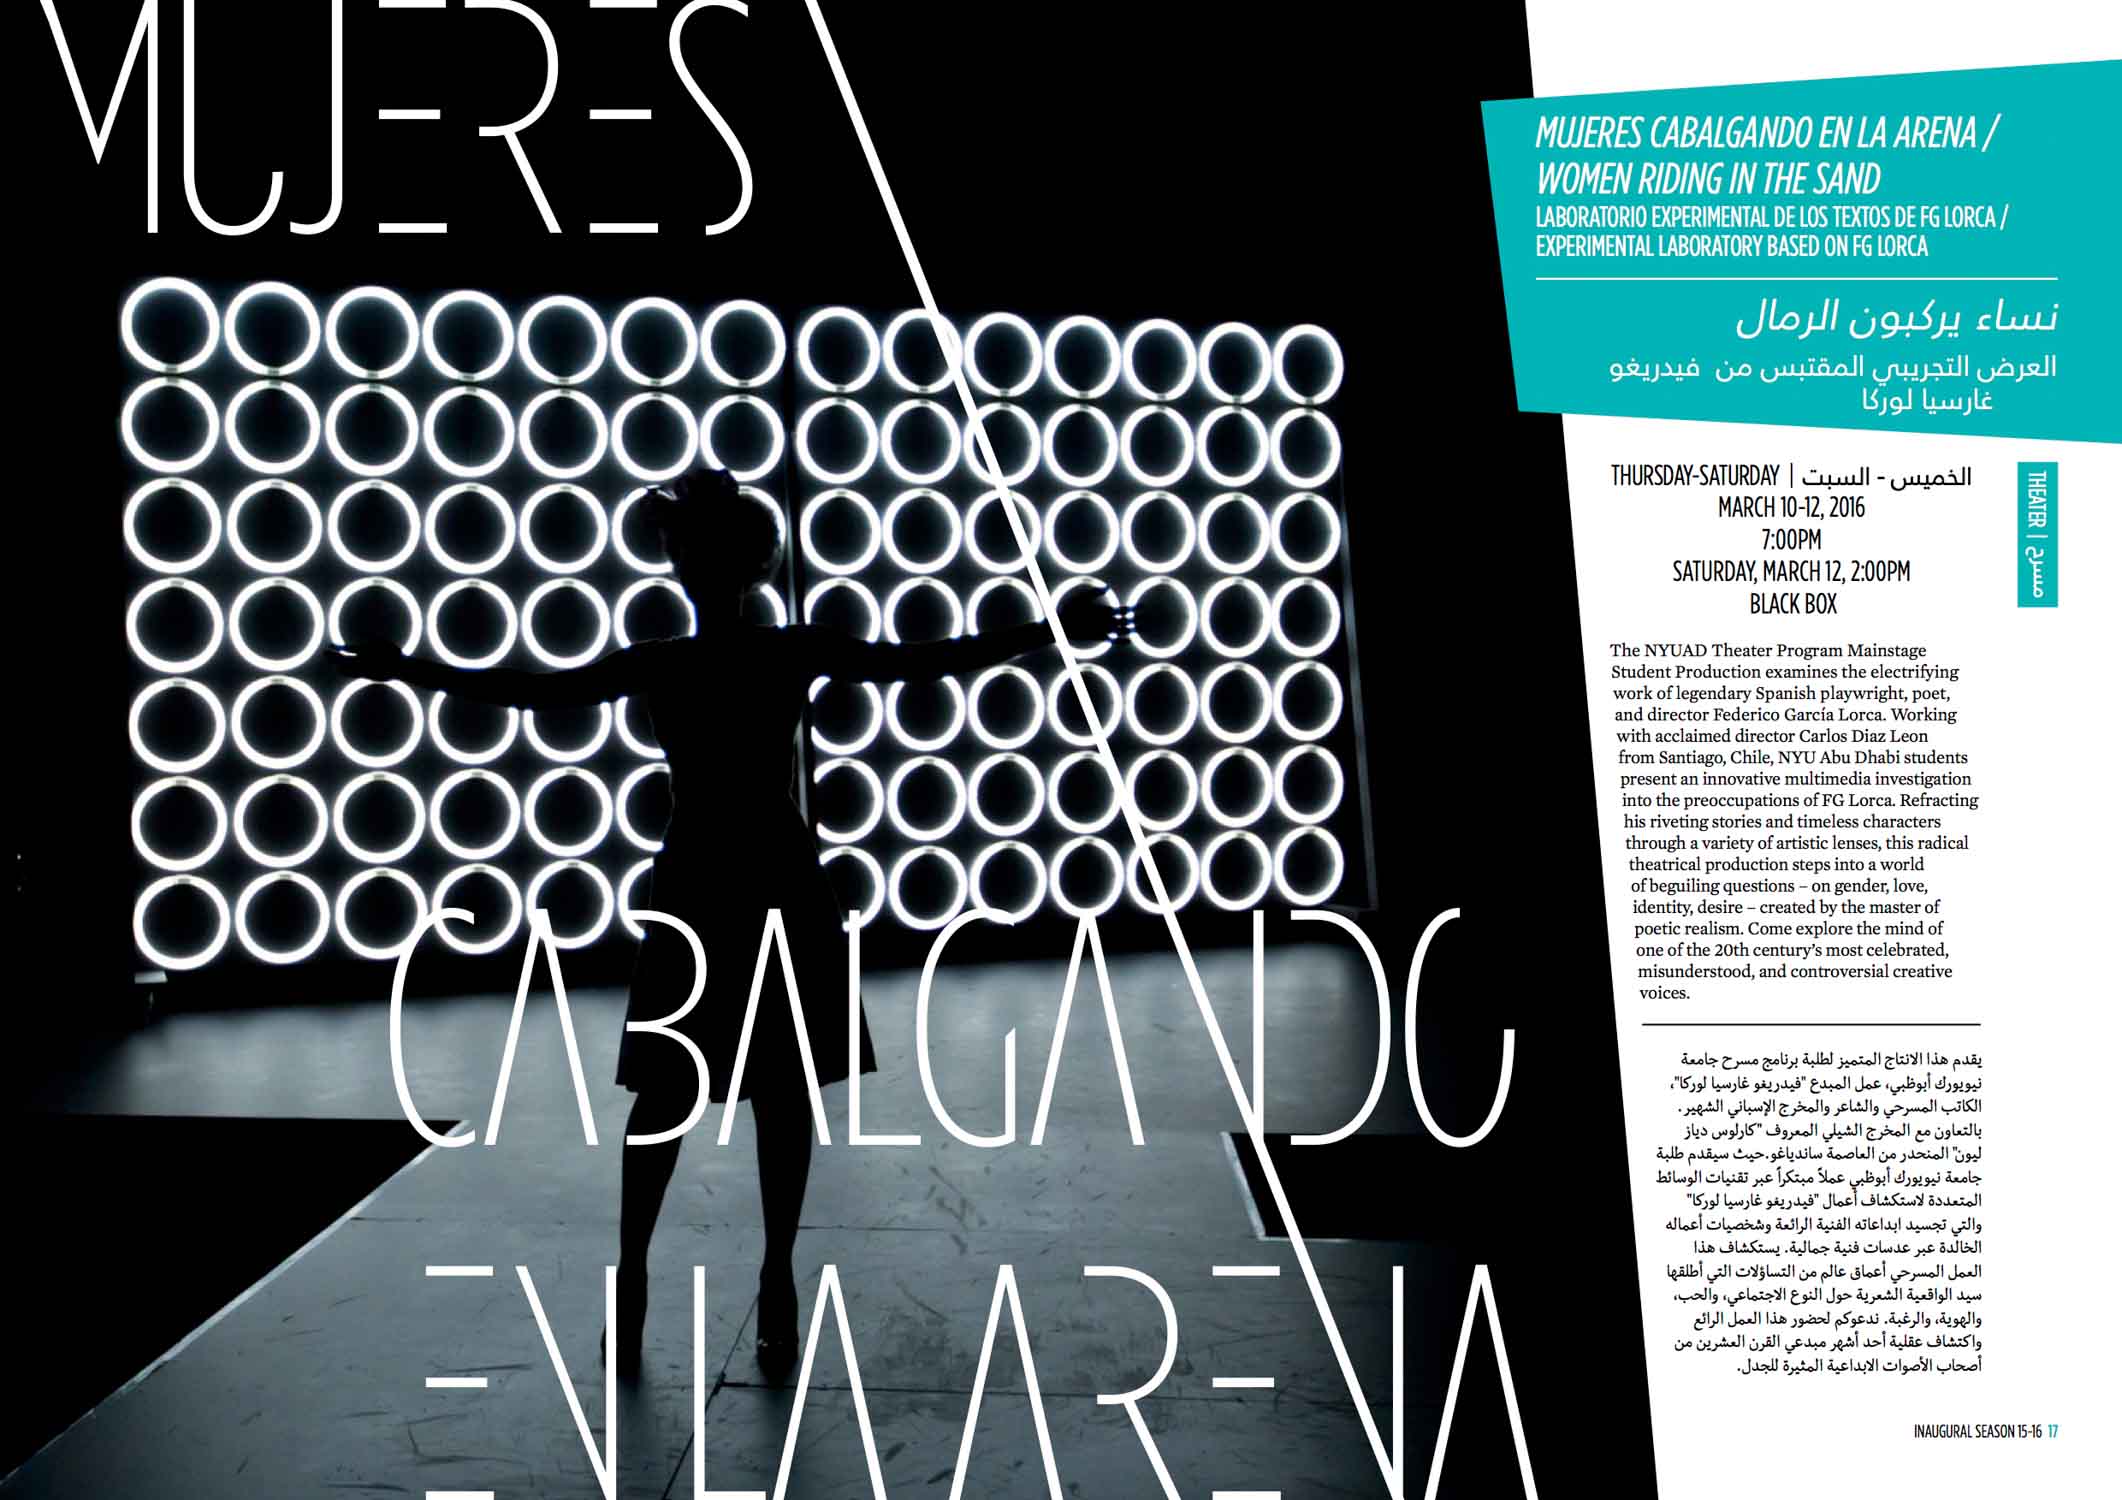 MUJERES
CABALGANDO
EN LA ARENA
MUJERES CABALGANDO EN LA ARENA /
WOMEN RIDING IN THE SAND
LABORATORIO EXPERIMENTAL DE LOS TEXTOS DE FG LORCA /
EXPERIMENTAL LABORATORY BASED ON FG LORCA
نساء يركبون الرمال
العرض التجريبي المقتبس من فيدريغو
غارسيا لوركا
THURSDAY-SATURDAY | الخميس - السبت
MARCH 10-12, 2016
7:00PM
SATURDAY, MARCH 12, 2:00PM
BLACK BOX
THEATER | مسرح
The NYUAD Theater Program Mainstage
Student Production examines the electrifying
work of legendary Spanish playwright, poet,
and director Federico García Lorca. Working
with acclaimed director Carlos Diaz Leon
from Santiago, Chile, NYU Abu Dhabi students
present an innovative multimedia investigation
into the preoccupations of FG Lorca. Refracting
his riveting stories and timeless characters
through a variety of artistic lenses, this radical
theatrical production steps into a world
of beguiling questions – on gender, love,
identity, desire – created by the master of
poetic realism. Come explore the mind of
one of the 20th century’s most celebrated,
misunderstood, and controversial creative
voices.
يقدم هذا الانتاج المتميز لطلبة برنامج مسرح جامعة
نيويورك أبوظبي، عمل المبدع "فيدريغو غارسيا لوركا"،
الكاتب المسرحي والشاعر والمخرج الإسباني الشهير.
بالتعاون مع المخرج الشيلي المعروف "كارلوس دياز
ليون" المنحدر من العاصمة ساندياغو.حيث سيقدم طلبة
جامعة نيويورك أبوظبي عملاً مبتكراً عبر تقنيات الوسائط
المتعددة لاستكشاف أعمال "فيدريغو غارسيا لوركا"
والتي تجسيد ابداعاته الفنية الرائعة وشخصيات أعماله
الخالدة عبر عدسات فنية جمالية. يستكشاف هذا
العمل المسرحي أعماق عالم من التساؤلات التي أطلقها
سيد الواقعية الشعرية حول النوع الاجتماعي، والحب،
والهوية، والرغبة. ندعوكم لحضور هذا العمل الرائع
واكتشاف عقلية أحد أشهر مبدعي القرن العشرين من
أصحاب الأصوات الابداعية المثيرة للجدل.
INAUGURAL SEASON 15-16 17